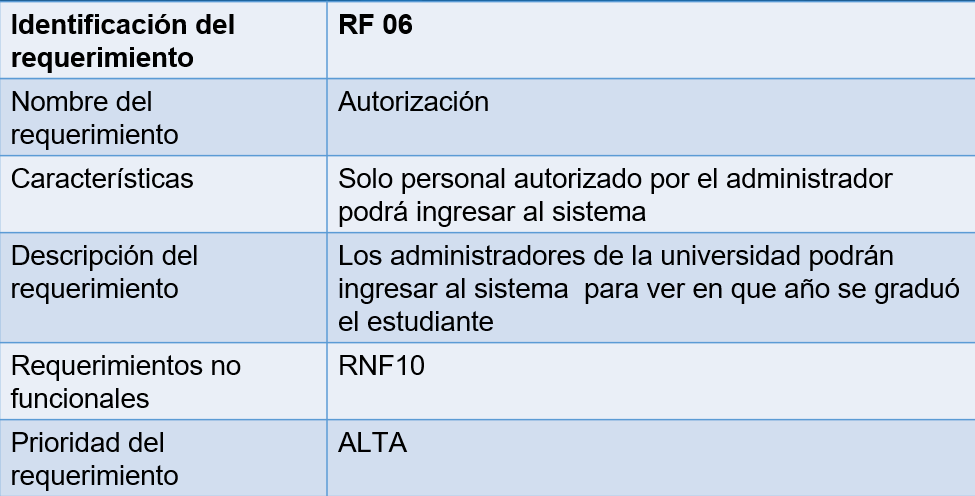 Identificación del
requerimiento
RF 06
Nombre del
requerimiento
Autorización
Características
Solo personal autorizado por el administrador
podrá ingresar al sistema
Descripción del
requerimiento
Los administradores de la universidad podrán
ingresar al sistema  para ver en que año se graduó
el estudiante
Requerimientos no
funcionales
RNF10
Prioridad del
requerimiento
ALTA